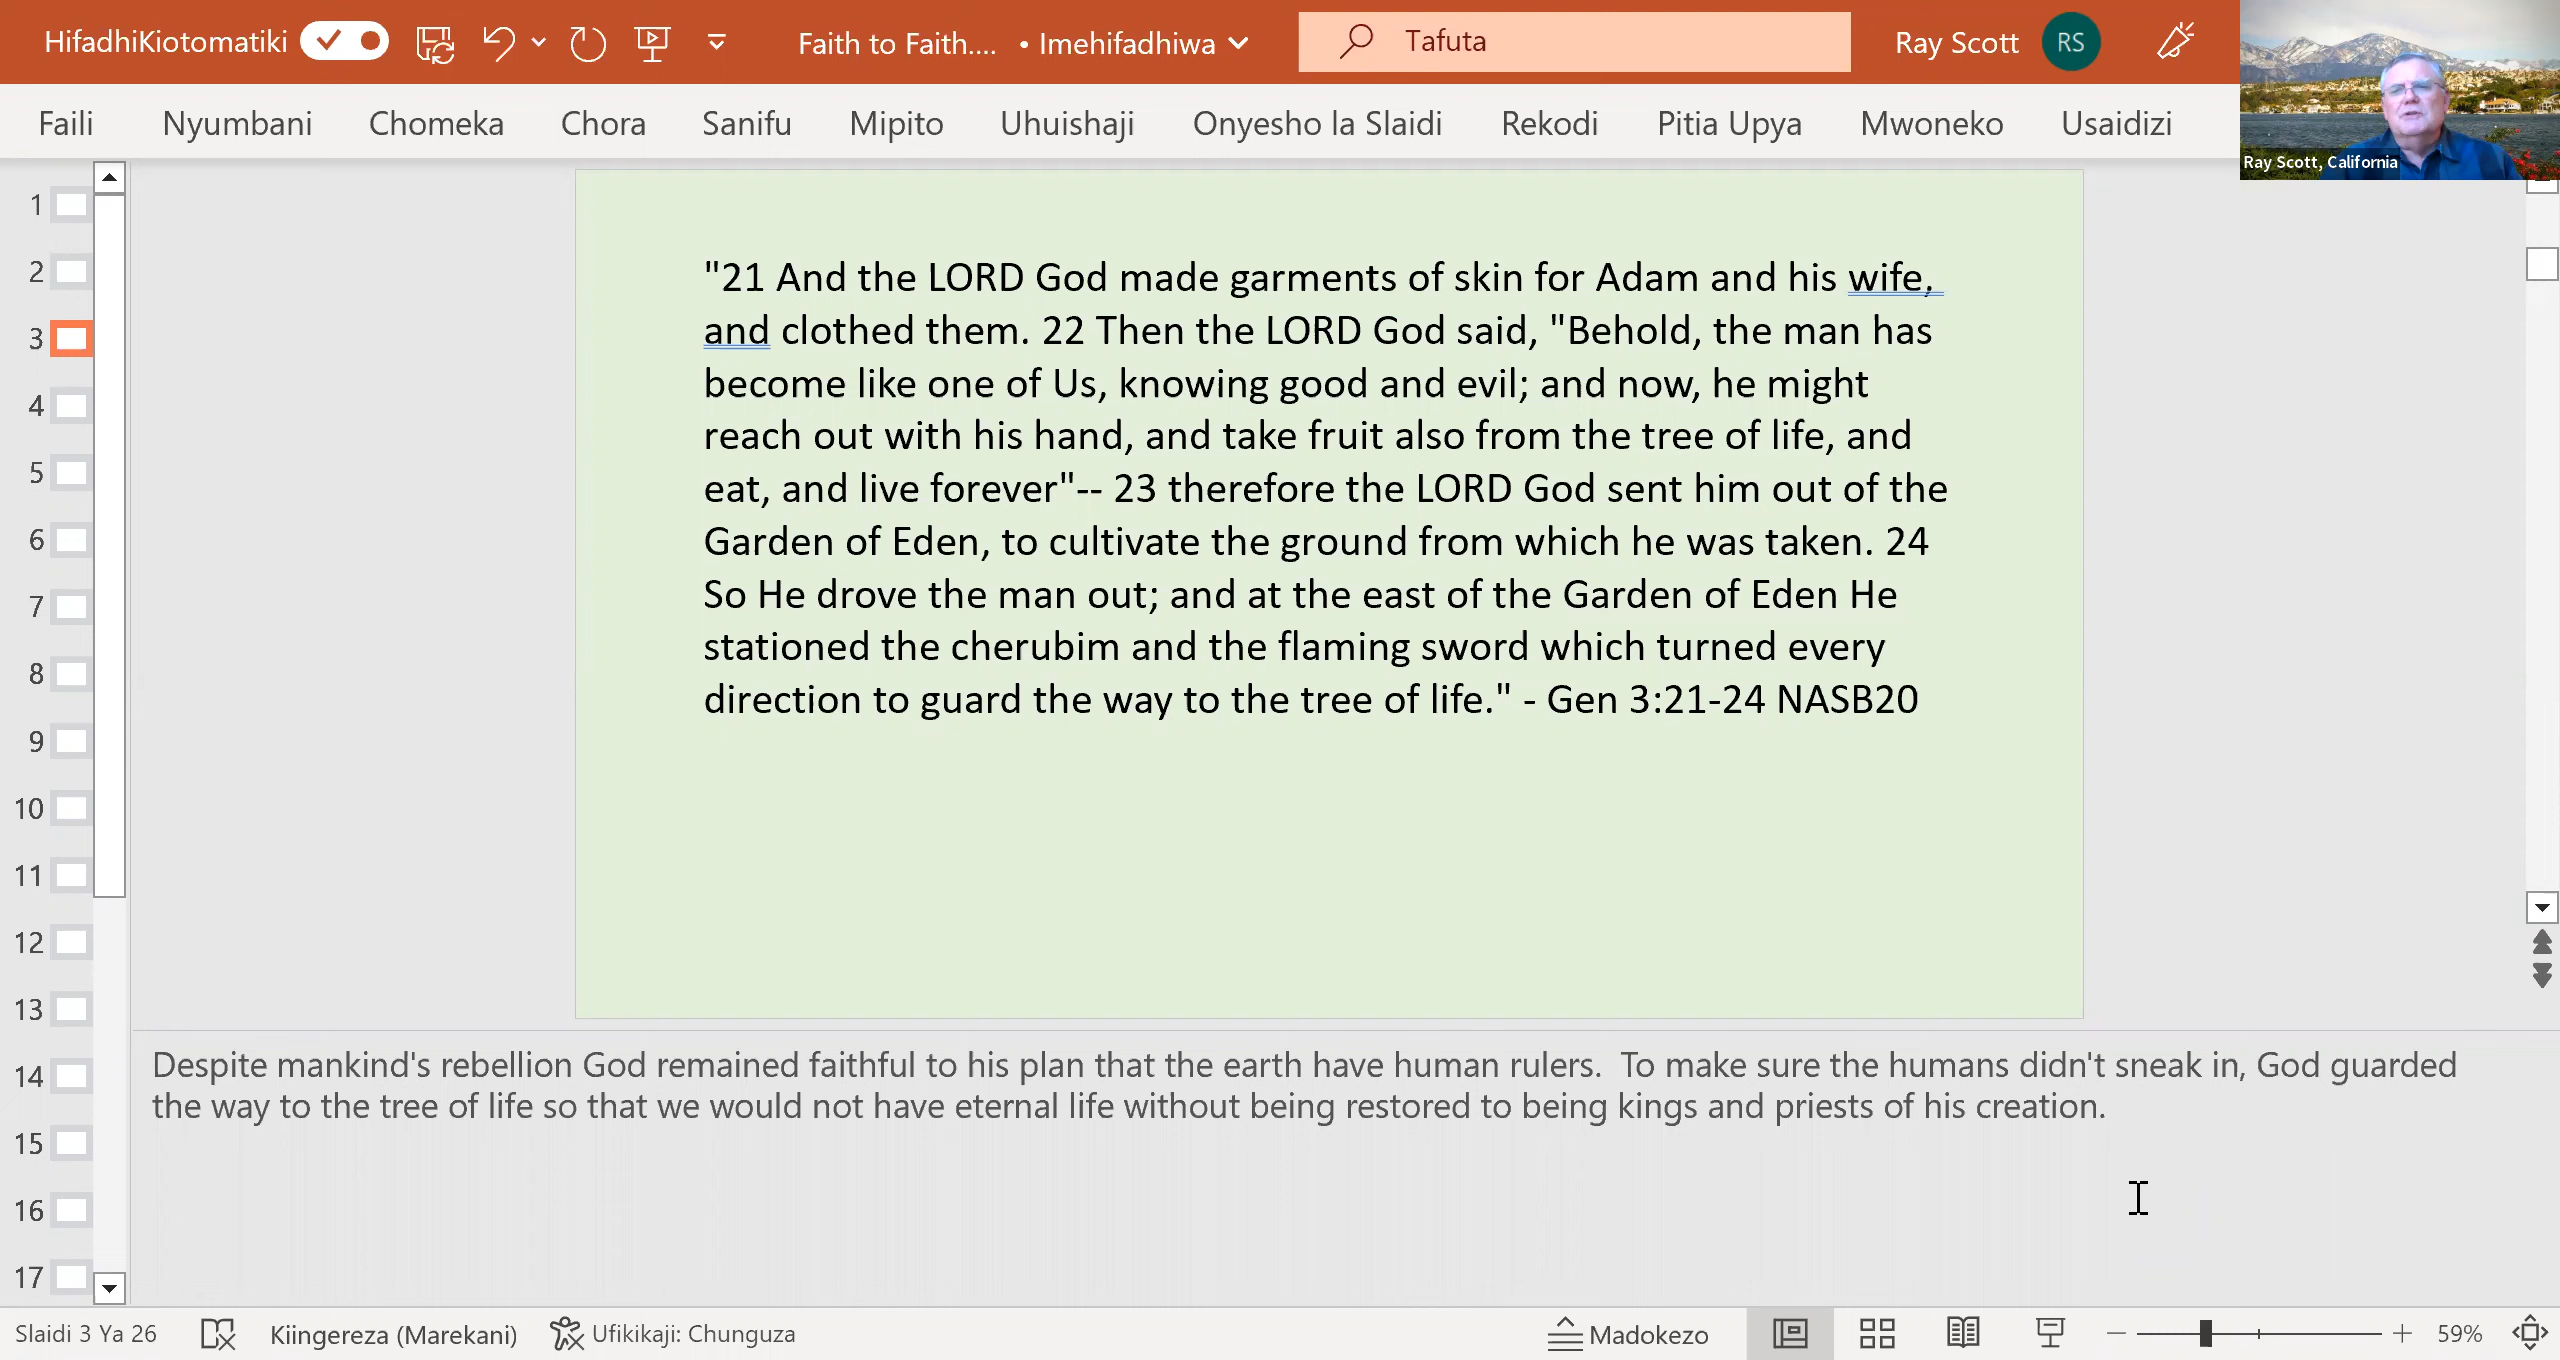 HifadhiKiotomatiki
Faith to Faith.... • Imehifadhiwa
Tafuta
Ray Scott
RS
Faili Nyumbani Chomeka Chora Sanifu Mipito Uhuishaji Onyesho la Slaidi Rekodi Pitia Upya Mwoneko Usaidizi
Ray Scott, California
1
2
3
4
5
6
7
8
9
10
11
12
13
14
15
16
17
"21 And the LORD God made garments of skin for Adam and his wife,
and clothed them. 22 Then the LORD God said, "Behold, the man has
become like one of Us, knowing good and evil; and now, he might
reach out with his hand, and take fruit also from the tree of life, and
eat, and live forever"-- 23 therefore the LORD God sent him out of the
Garden of Eden, to cultivate the ground from which he was taken. 24
So He drove the man out; and at the east of the Garden of Eden He
stationed the cherubim and the flaming sword which turned every
direction to guard the way to the tree of life." - Gen 3:21-24 NASB20
Despite mankind's rebellion God remained faithful to his plan that the earth have human rulers.  To make sure the humans didn't sneak in, God guarded
the way to the tree of life so that we would not have eternal life without being restored to being kings and priests of his creation.
Slaidi 3 Ya 26
Kiingereza (Marekani)
Ufikikaji: Chunguza
Madokezo
59%